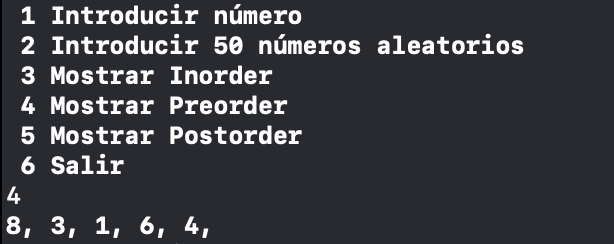 1 Introducir número
2 Introducir 50 números aleatorios
3 Mostrar Inorder
4 Mostrar Preorder
5 Mostrar Postorder
6 Salir
4
8, 3, 1, 6, 4,